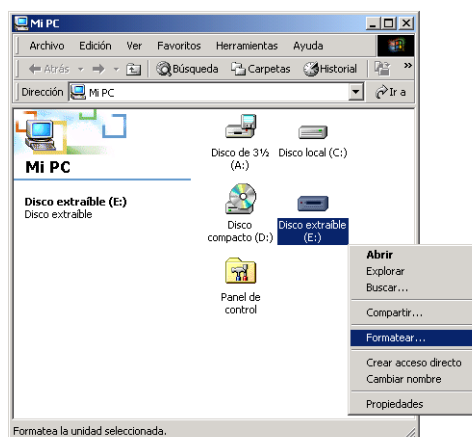 Mi PC
Archivo Edición Ver Favoritos Herramientas Ayuda
Atrás Búsqueda Carpetas Historial »
Dirección Mi PC Ir a
Mi PC
Disco extraíble (E:)
Disco extraíble
Disco de 3½
(A:)
Disco local (C:)
Disco
compacto (D:)
Disco extraíble
(E:)
Panel de
control
Abrir
Explorar
Buscar...
Compartir...
Formatear...
Crear acceso directo
Cambiar nombre
Propiedades
Formatea la unidad seleccionada.